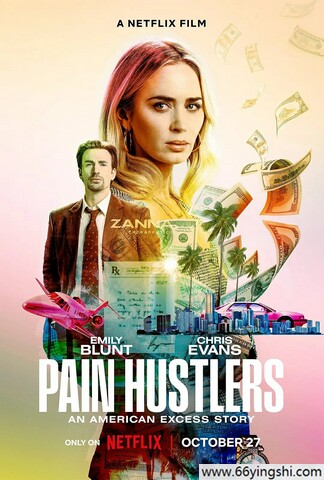 A NETFLIX FILM
ZANN
℞
EMILY BLUNT
CHRIS EVANS
PAIN HUSTLERS
AN AMERICAN EXCESS STORY
ONLY ON NETFLIX | OCTOBER 27
www.66yingshi.com